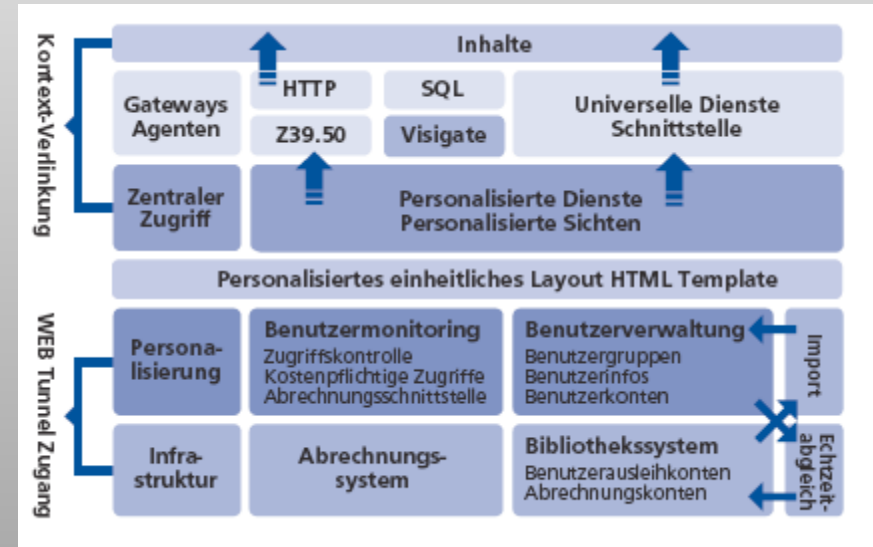 Kontext-Verlinkung
Inhalte
Gateways
Agenten
HTTP
SQL
Z39.50
Visigate
Universelle Dienste
Schnittstelle
Zentraler
Zugriff
Personalisierte Dienste
Personalisierte Sichten
Personalisiertes einheitliches Layout HTML Template
WEB Tunnel Zugang
Persona-
lisierung
Benutzermonitoring
Zugriffskontrolle
Kostenpflichtige Zugriffe
Abrechnungsschnittstelle
Benutzerverwaltung
Benutzergruppen
Benutzerinfos
Benutzerkonten
Import
Infra-
struktur
Abrechnungs-
system
Bibliothekssystem
Benutzerausleihkonten
Abrechnungskonten
Echtzeit-
abgleich